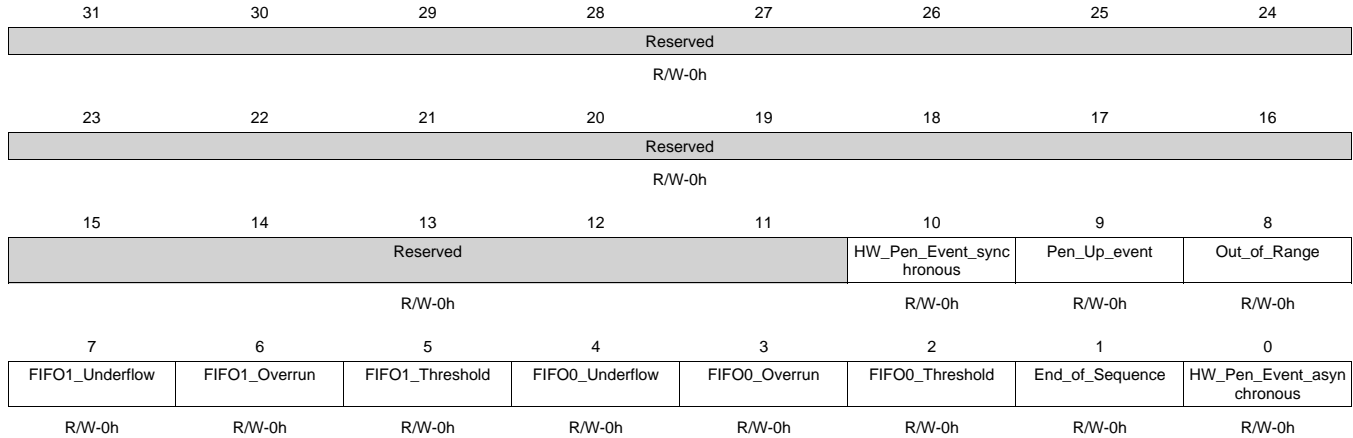 31 30 29 28 27 26 25 24
Reserved
R/W-0h
23 22 21 20 19 18 17 16
Reserved
R/W-0h
15 14 13 12 11 10 9 8
Reserved HW_Pen_Event_sync Pen_Up_event Out_of_Range
hronous
R/W-0h R/W-0h R/W-0h R/W-0h
7 6 5 4 3 2 1 0
FIFO1_Underflow FIFO1_Overrun FIFO1_Threshold FIFO0_Underflow FIFO0_Overrun FIFO0_Threshold End_of_Sequence HW_Pen_Event_asyn
chronous
R/W-0h R/W-0h R/W-0h R/W-0h R/W-0h R/W-0h R/W-0h R/W-0h